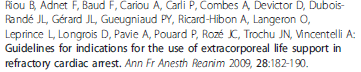 Riou B, Adnet F, Baud F, Cariou A, Carli P, Combes A, Devictor D, Dubois-
Randé JL, Gérard JL, Gueugniaud PY, Ricard-Hibon A, Langeron O,
Leprince L, Longrois D, Pavie A, Pouard P, Rozé JC, Trochu JN, Vincentelli A:
Guidelines for indications for the use of extracorporeal life support in
refractory cardiac arrest. Ann Fr Anesth Reanim 2009, 28:182-190.